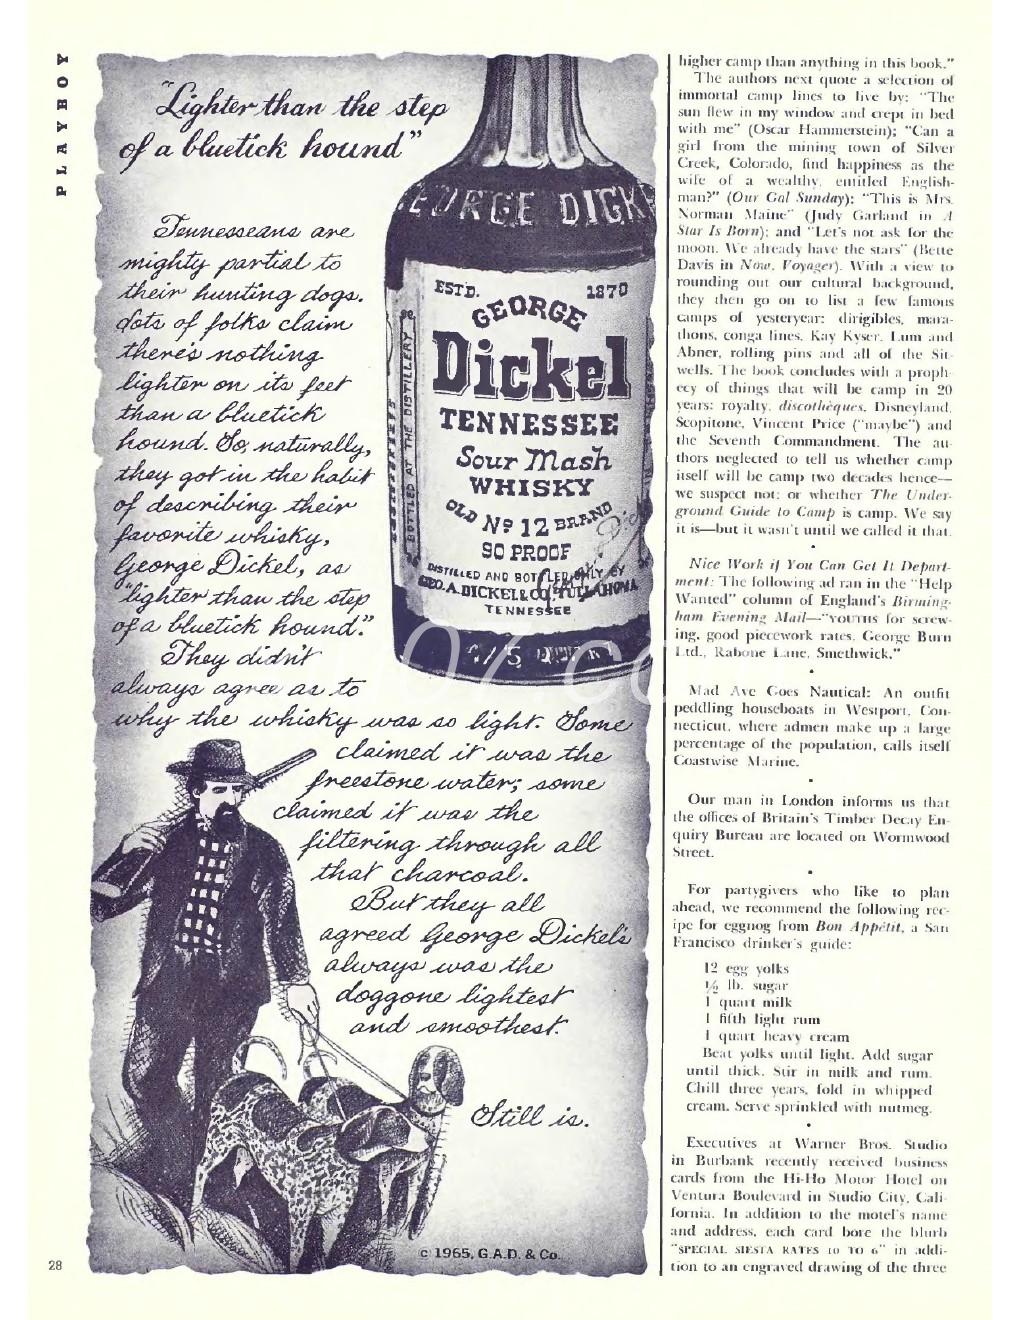 PLAYBOY
"Lighter than the step
of a bluetick hound"
Tennesseans are
mighty partial to
their hunting dogs.
Lots of folks claim
there's nothing
lighter on its feet
than a bluetick
hound. So, naturally,
they got in the habit
of describing their
favorite whisky,
George Dickel, as
"lighter than the step
of a bluetick hound."
They didn't
always agree as to
why the whisky was so light. Some
claimed it was the
freestone water; some
claimed it was the
filtering through all
that charcoal.
But they all
agreed George Dickel's
always was the
doggone lightest
and smoothest.
Still is.
© 1965, G.A.D. & Co.
28
GEORGE DICK
ESTD. 1870
GEORGE
Dickel
TENNESSEE
Sour Mash
WHISKY
OLD Nº 12 BRAND
90 PROOF
DISTILLED AND BOTTLED ONLY BY
GEO. A. DICKEL & CO., TULLAHOMA
TENNESSEE
BOTTLED AT THE DISTILLERY
4/5 QUART
higher camp than anything in this book."
The authors next quote a selection of
immortal camp lines to live by: "The
sun flew in my window and crept in bed
with me" (Oscar Hammerstein); "Can a
girl from the mining town of Silver
Creek, Colorado, find happiness as the
wife of a wealthy, entitled English-
man?" (Our Gal Sunday); "This is Mrs.
Norman Maine" (Judy Garland in A
Star Is Born); and "Let's not ask for the
moon. We already have the stars" (Bette
Davis in Now, Voyager). With a view to
rounding out our cultural background,
they then go on to list a few famous
camps of yesteryear: dirigibles, mara-
thons, conga lines, Kay Kyser, Lum and
Abner, rolling pins and all of the Sit-
wells. The book concludes with a proph-
ecy of things that will be camp in 20
years: royalty, discothèques, Disneyland,
Scopitone, Vincent Price ("maybe") and
the Seventh Commandment. The au-
thors neglected to tell us whether camp
itself will be camp two decades hence—
we suspect not; or whether The Under-
ground Guide to Camp is camp. We say
it is—but it wasn't until we called it that.
•
Nice Work if You Can Get It Depart-
ment: The following ad ran in the "Help
Wanted" column of England's Birming-
ham Evening Mail—"YOUTHS for screw-
ing, good piecework rates. George Burn
Ltd., Rabone Lane, Smethwick."
•
Mad Ave Goes Nautical: An outfit
peddling houseboats in Westport, Con-
necticut, where admen make up a large
percentage of the population, calls itself
Coastwise Marine.
•
Our man in London informs us that
the offices of Britain's Timber Decay En-
quiry Bureau are located on Wormwood
Street.
•
For partygivers who like to plan
ahead, we recommend the following rec-
ipe for eggnog from Bon Appétit, a San
Francisco drinker's guide:
12 egg yolks
½ lb. sugar
1 quart milk
1 fifth light rum
1 quart heavy cream
Beat yolks until light. Add sugar
until thick. Stir in milk and rum.
Chill three years, fold in whipped
cream. Serve sprinkled with nutmeg.
•
Executives at Warner Bros. Studio
in Burbank recently received business
cards from the Hi-Ho Motor Hotel on
Ventura Boulevard in Studio City, Cali-
fornia. In addition to the motel's name
and address, each card bore the blurb
"SPECIAL SIESTA RATES 10 TO 6" in addi-
tion to an engraved drawing of the three